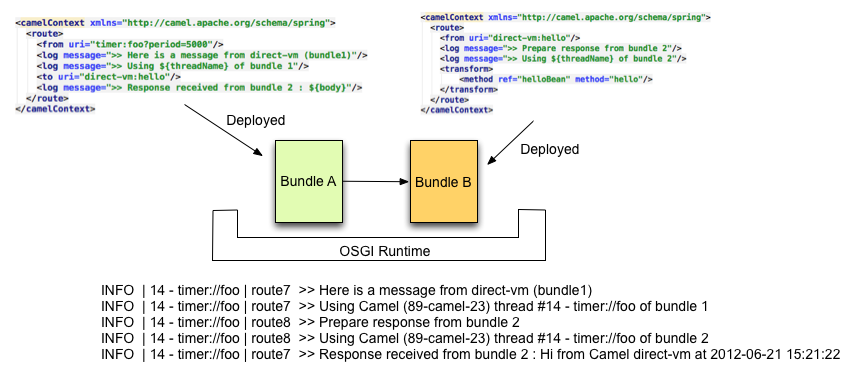 <camelContext xmlns="http://camel.apache.org/schema/spring">
<route>
<from uri="timer:foo?period=5000"/>
<log message=">> Here is a message from direct-vm (bundle1)"/>
<log message=">> Using ${threadName} of bundle 1"/>
<to uri="direct-vm:hello"/>
<log message=">> Response received from bundle 2 : ${body}"/>
</route>
</camelContext>
<camelContext xmlns="http://camel.apache.org/schema/spring">
<route>
<from uri="direct-vm:hello"/>
<log message=">> Prepare response from bundle 2"/>
<log message=">> Using ${threadName} of bundle 2"/>
<transform>
<method ref="helloBean" method="hello"/>
</transform>
</route>
</camelContext>
Deployed
Deployed
Bundle A
Bundle B
OSGI Runtime
INFO | 14 - timer://foo | route7 >> Here is a message from direct-vm (bundle1)
INFO | 14 - timer://foo | route7 >> Using Camel (89-camel-23) thread #14 - timer://foo of bundle 1
INFO | 14 - timer://foo | route8 >> Prepare response from bundle 2
INFO | 14 - timer://foo | route8 >> Using Camel (89-camel-23) thread #14 - timer://foo of bundle 2
INFO | 14 - timer://foo | route7 >> Response received from bundle 2 : Hi from Camel direct-vm at 2012-06-21 15:21:22